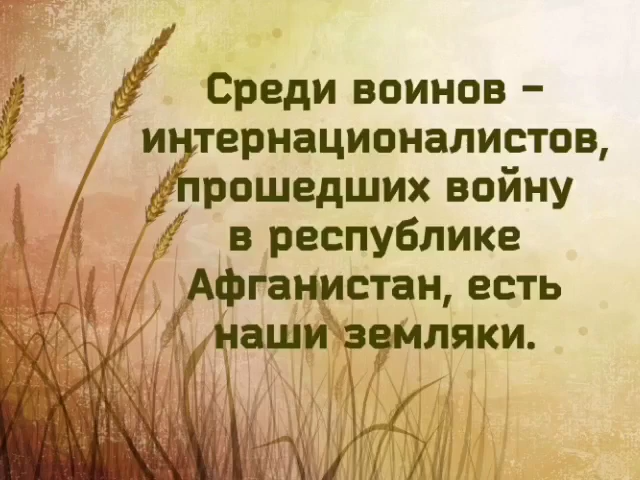 Среди воинов –
интернационалистов,
прошедших войну
в республике
Афганистан, есть
наши земляки.